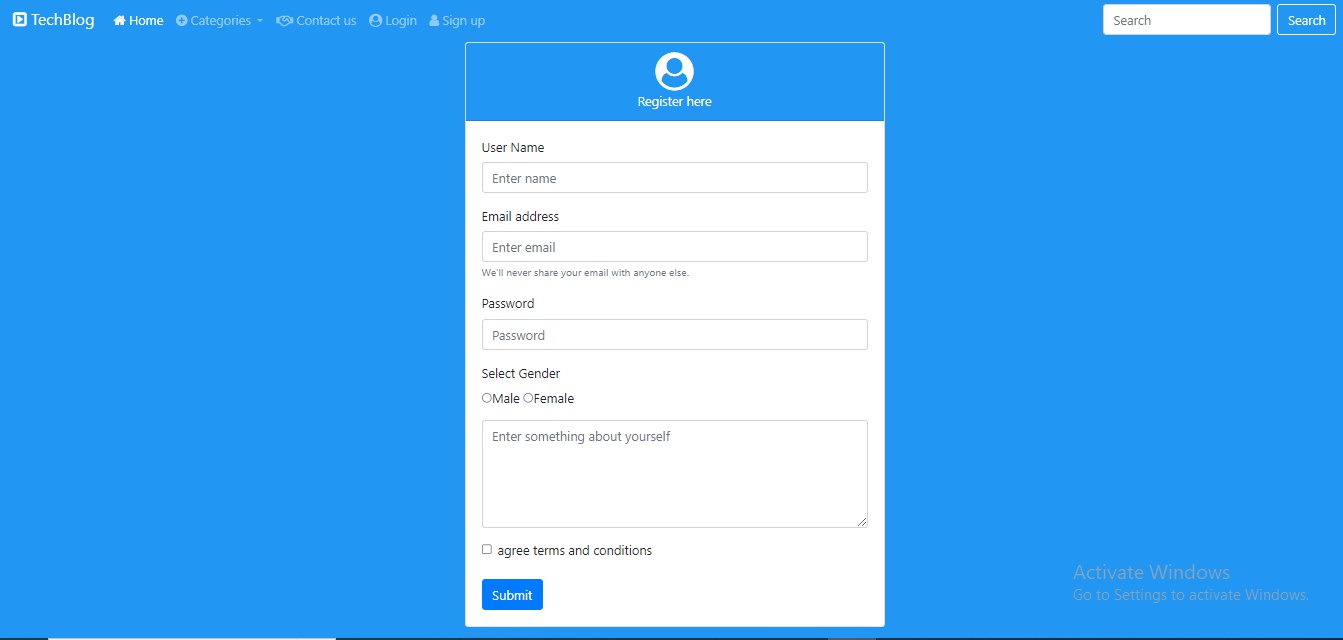 TechBlog Home Categories Contact us Login Sign up Search Search
Register here
User Name
Enter name
Email address
Enter email
We'll never share your email with anyone else.
Password
Password
Select Gender
Male Female
Enter something about yourself
agree terms and conditions
Submit
Activate Windows
Go to Settings to activate Windows.